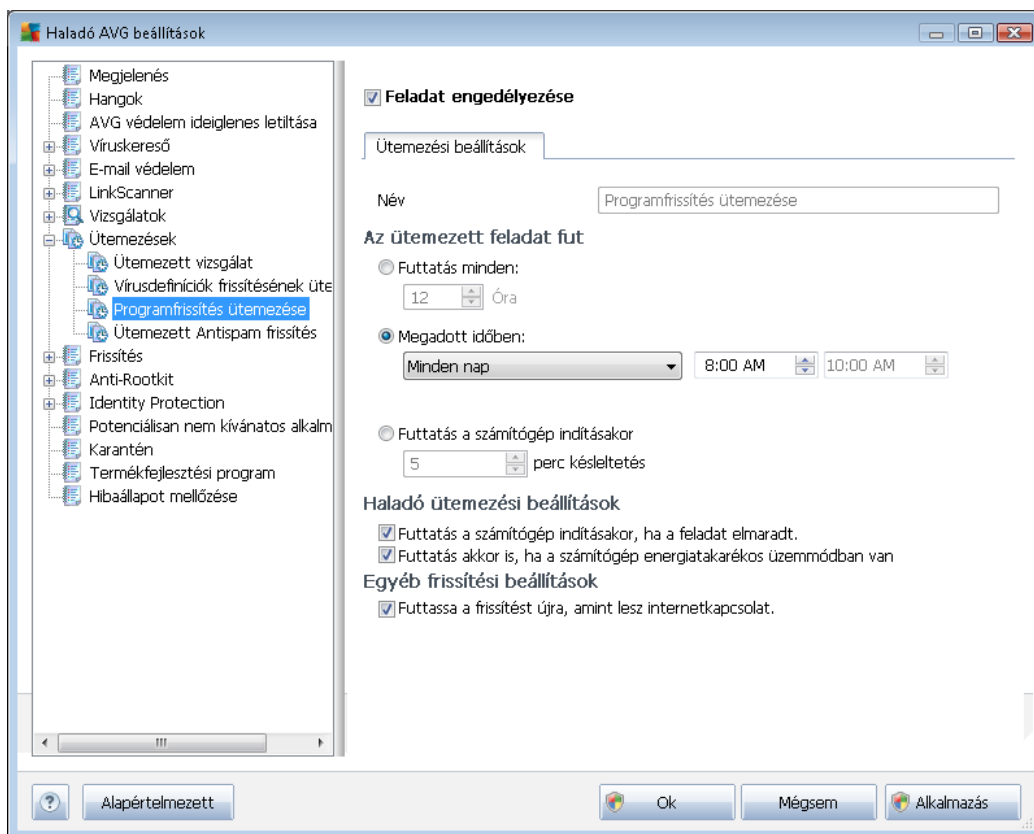 Haladó AVG beállítások
Megjelenés
Hangok
AVG védelem ideiglenes letiltása
Víruskereső
E-mail védelem
LinkScanner
Vizsgálatok
Ütemezések
Ütemezett vizsgálat
Vírusdefiníciók frissítésének üte
Programfrissítés ütemezése
Ütemezett Antispam frissítés
Frissítés
Anti-Rootkit
Identity Protection
Potenciálisan nem kívánatos alkalm
Karantén
Termékfejlesztési program
Hibaállapot mellőzése
Feladat engedélyezése
Ütemezési beállítások
Név Programfrissítés ütemezése
Az ütemezett feladat fut
Futtatás minden:
12 Óra
Megadott időben:
Minden nap 8:00 AM 10:00 AM
Futtatás a számítógép indításakor
5 perc késleltetés
Haladó ütemezési beállítások
Futtatás a számítógép indításakor, ha a feladat elmaradt.
Futtatás akkor is, ha a számítógép energiatakarékos üzemmódban van
Egyéb frissítési beállítások
Futtassa a frissítést újra, amint lesz internetkapcsolat.
? Alapértelmezett Ok Mégsem Alkalmazás